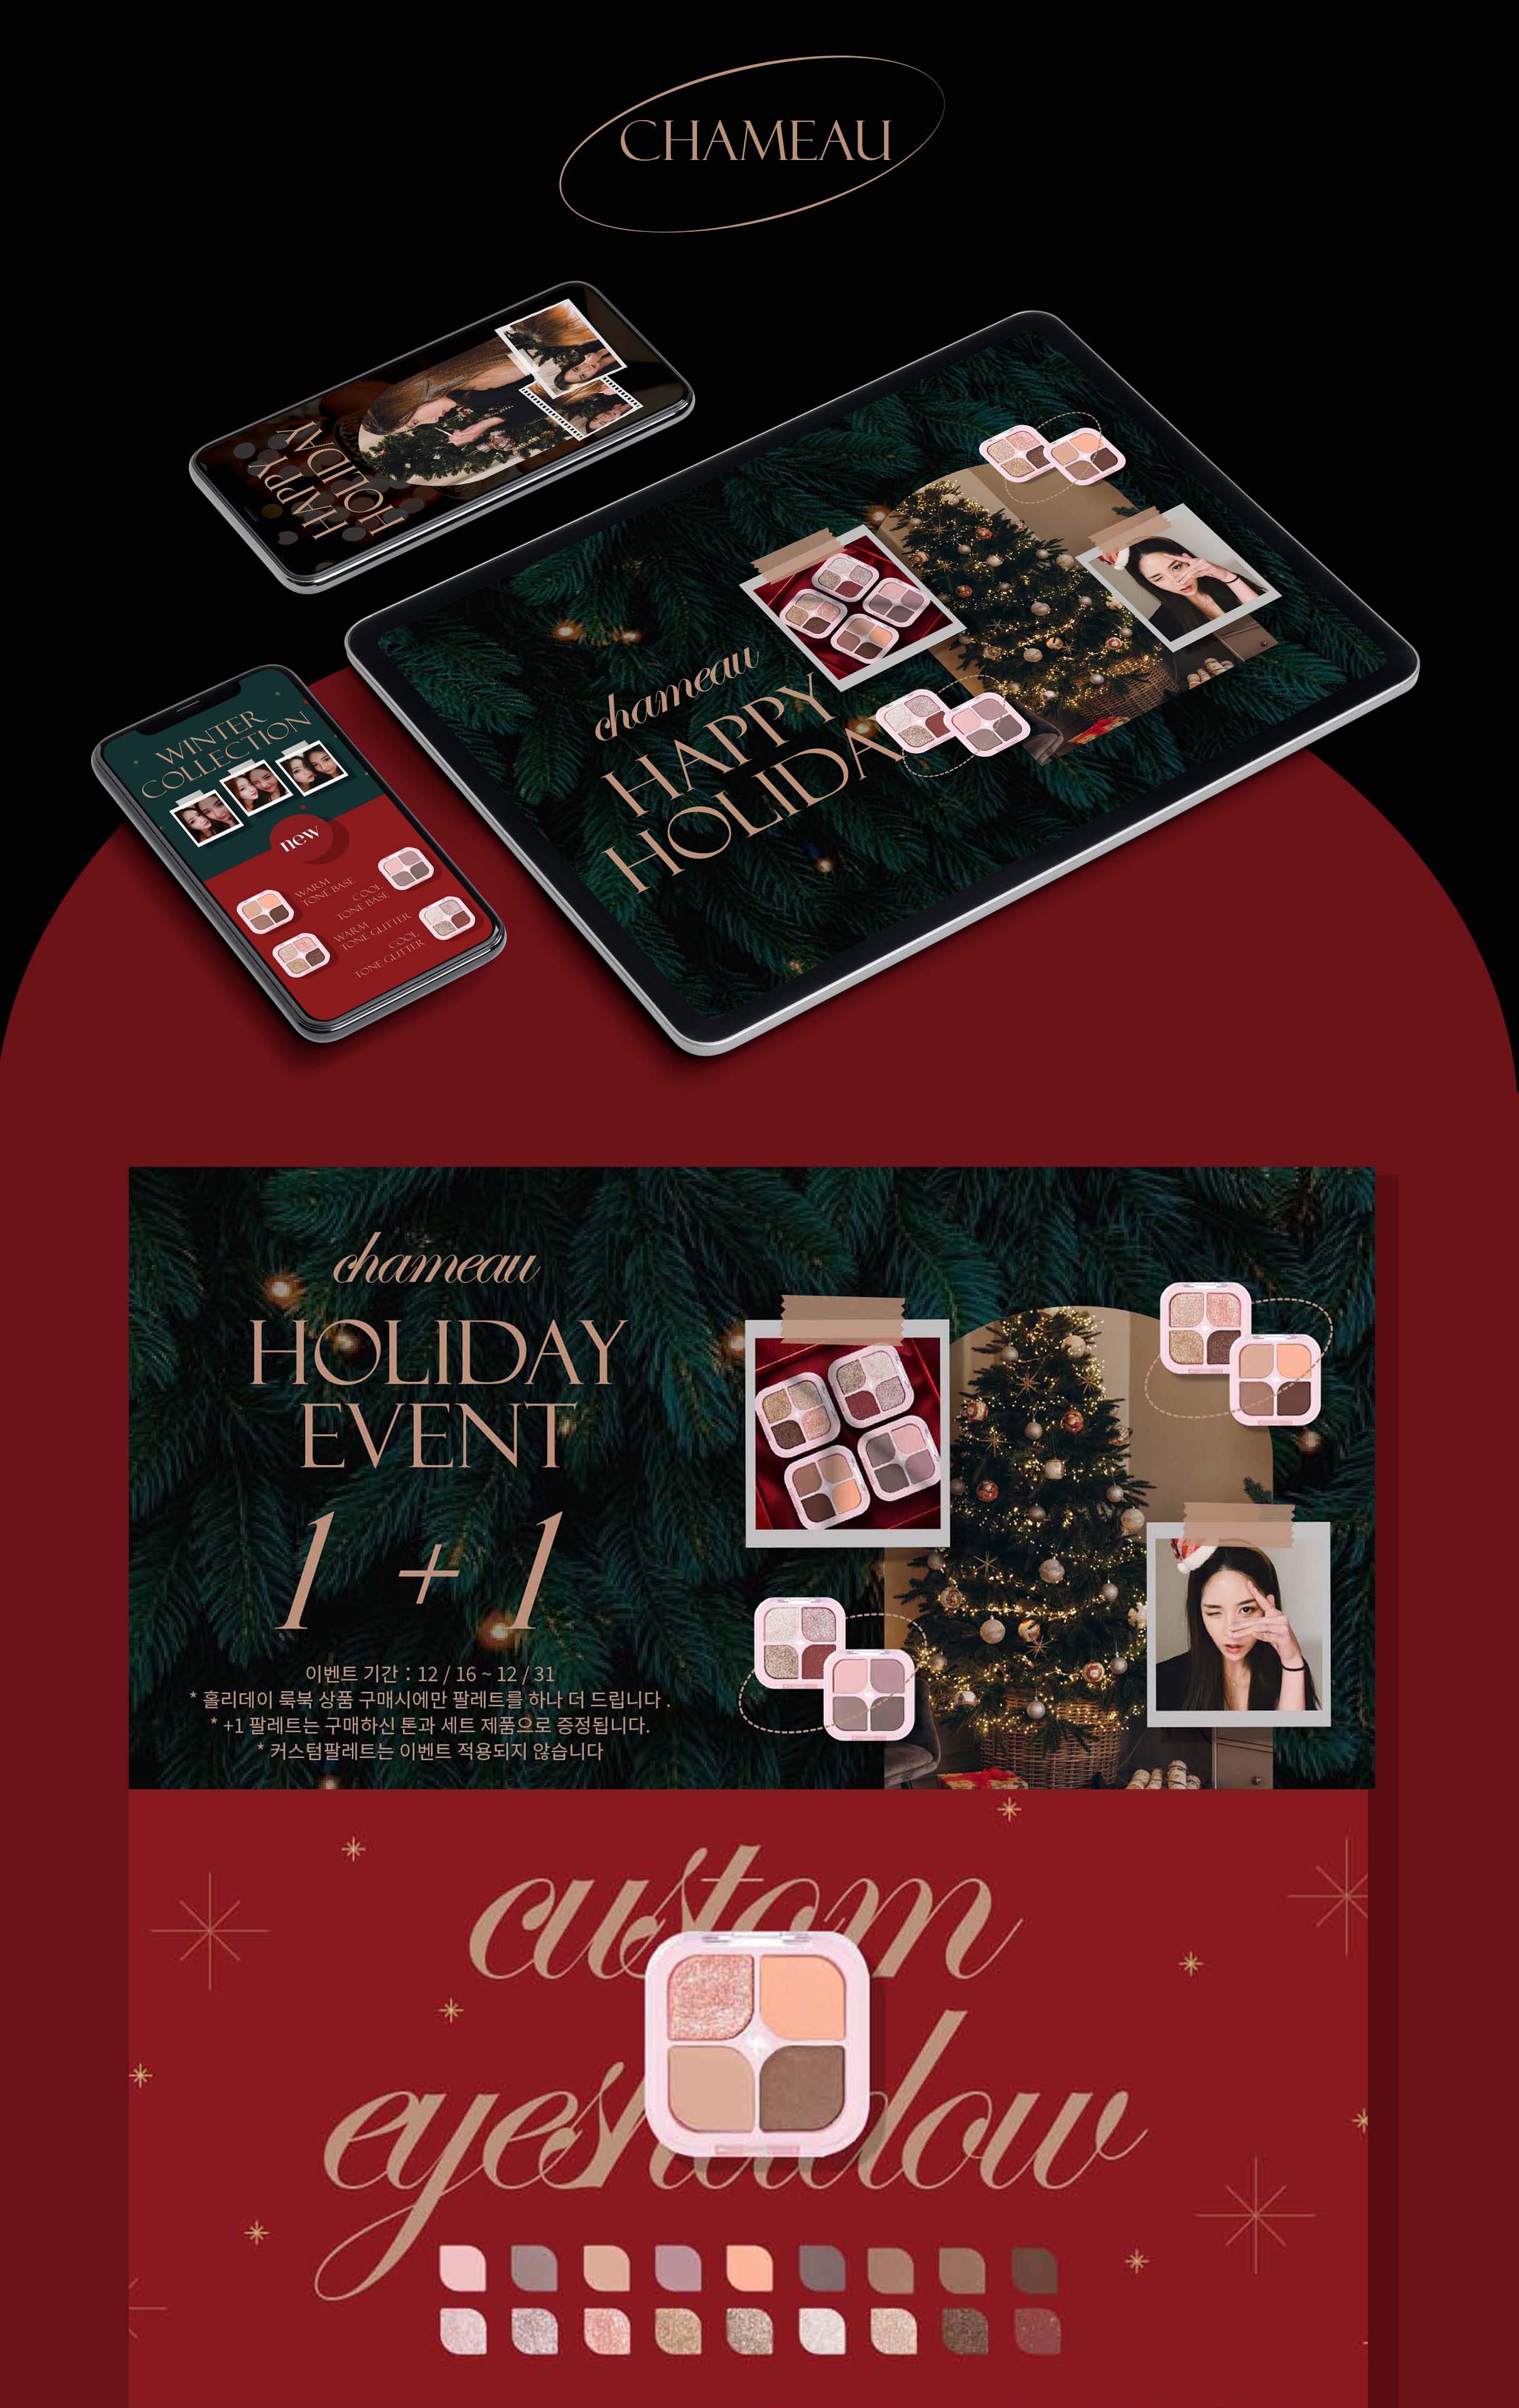 CHAMEAU
HAPPY
HOLIDAY
chameau
HAPPY
HOLIDA
WINTER
COLLECTION
new
WARM
TONE BASE
COOL
TONE BASE
WARM
TONE GLITTER
COOL
TONE GLITTER
chameau
HOLIDAY
EVENT
1 + 1
이벤트 기간 : 12 / 16 ~ 12 / 31
* 홀리데이 룩북 상품 구매시에만 팔레트를 하나 더 드립니다 .
* +1 팔레트는 구매하신 톤과 세트 제품으로 증정됩니다.
* 커스텀팔레트는 이벤트 적용되지 않습니다
custom
eyeshadow